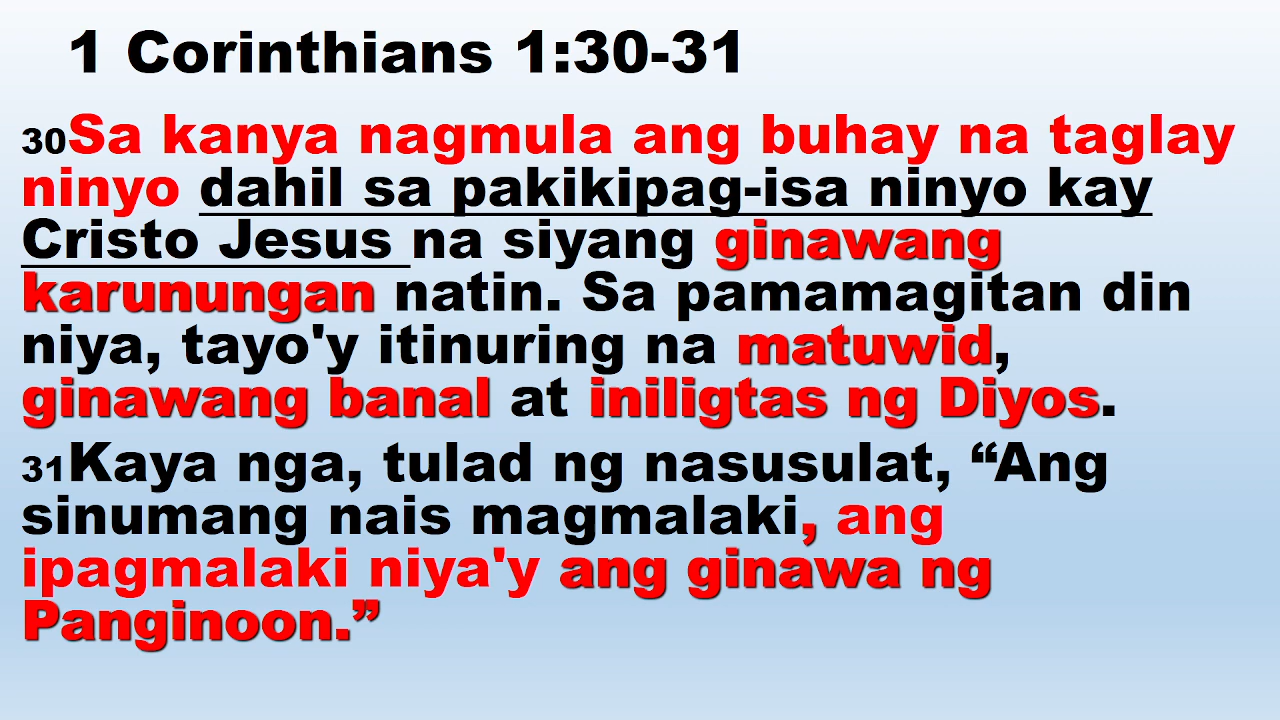 1 Corinthians 1:30-31
30Sa kanya nagmula ang buhay na taglay
ninyo dahil sa pakikipag-isa ninyo kay
Cristo Jesus na siyang ginawang
karunungan natin. Sa pamamagitan din
niya, tayo'y itinuring na matuwid,
ginawang banal at iniligtas ng Diyos.
31Kaya nga, tulad ng nasusulat, “Ang
sinumang nais magmalaki, ang
ipagmalaki niya'y ang ginawa ng
Panginoon.”